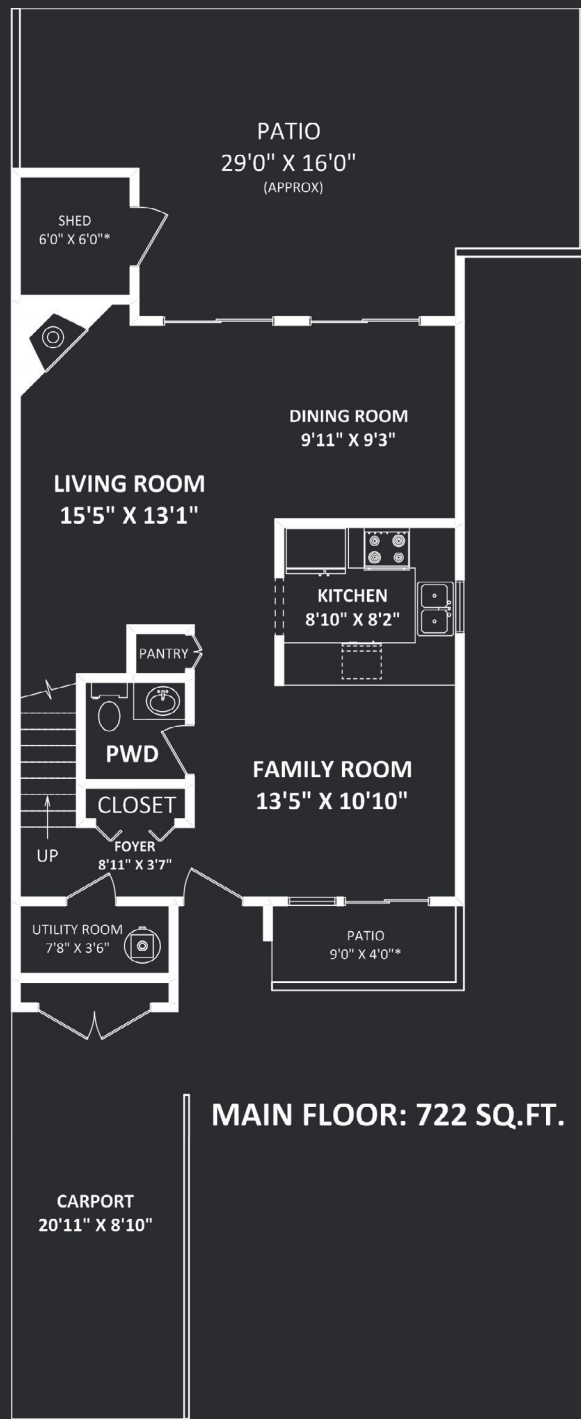 PATIO
29'0" X 16'0"
(APPROX)
SHED
6'0" X 6'0"*
DINING ROOM
9'11" X 9'3"
LIVING ROOM
15'5" X 13'1"
KITCHEN
8'10" X 8'2"
PANTRY
PWD
FAMILY ROOM
13'5" X 10'10"
CLOSET
FOYER
8'11" X 3'7"
UP
UTILITY ROOM
7'8" X 3'6"
PATIO
9'0" X 4'0"*
MAIN FLOOR: 722 SQ.FT.
CARPORT
20'11" X 8'10"